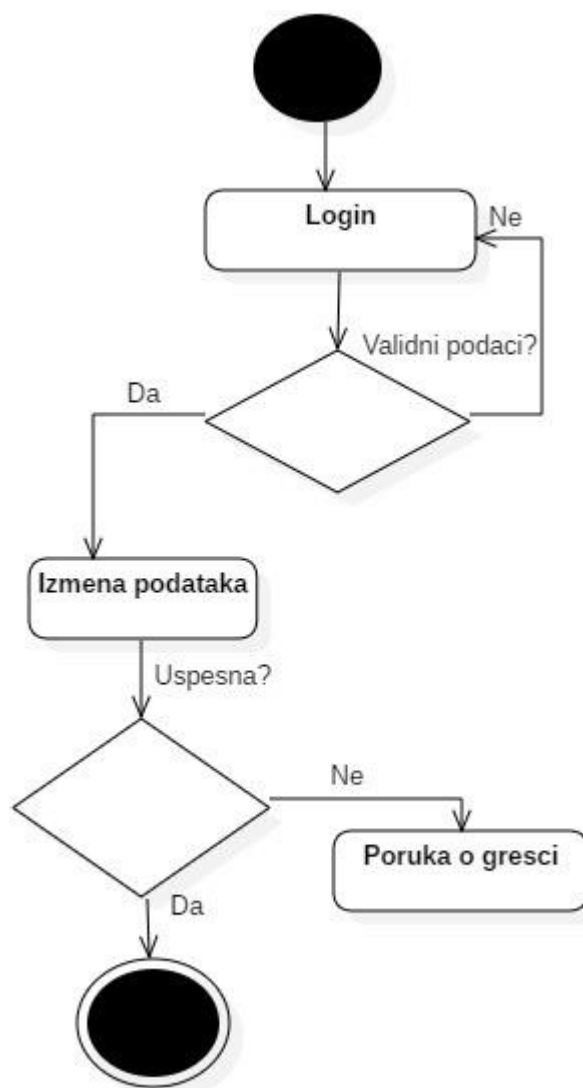 Login
Ne
Validni podaci?
Da
Izmena podataka
Uspesna?
Ne
Poruka o gresci
Da